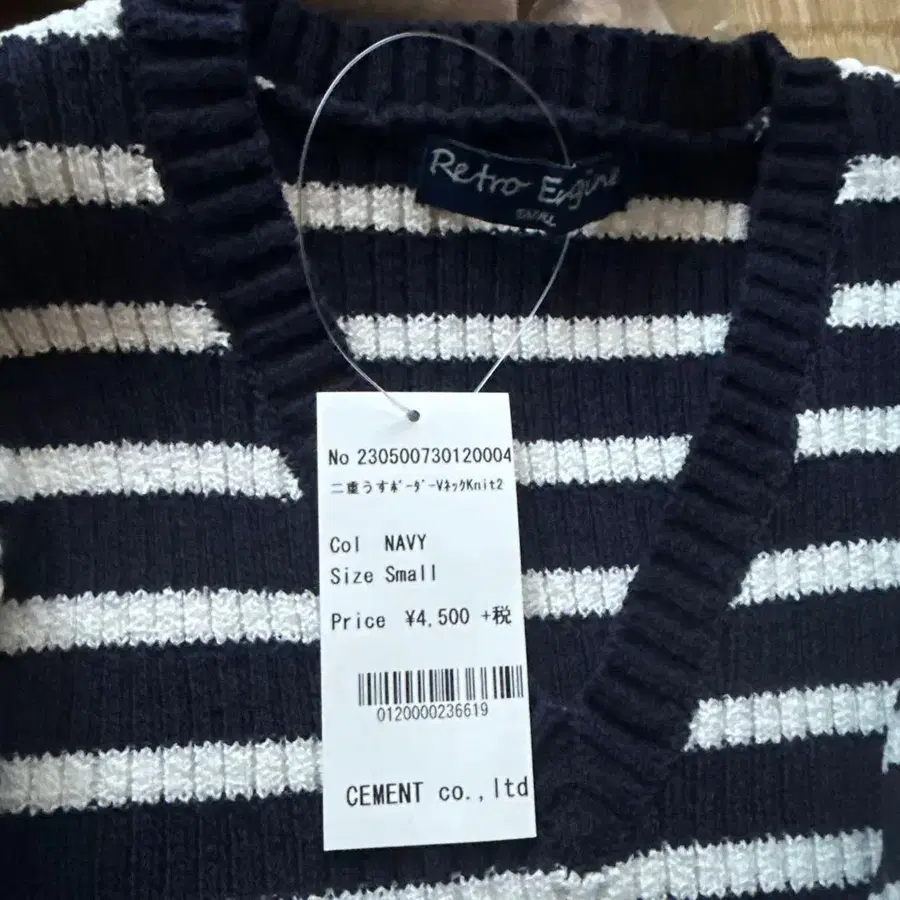 Retro Engine
SMALL
No 230500730120004
二重うすﾎﾞｰﾀﾞｰVﾈックKnit2
Col NAVY
Size Small
Price ¥4,500 +税
0120000236619
CEMENT co.,ltd